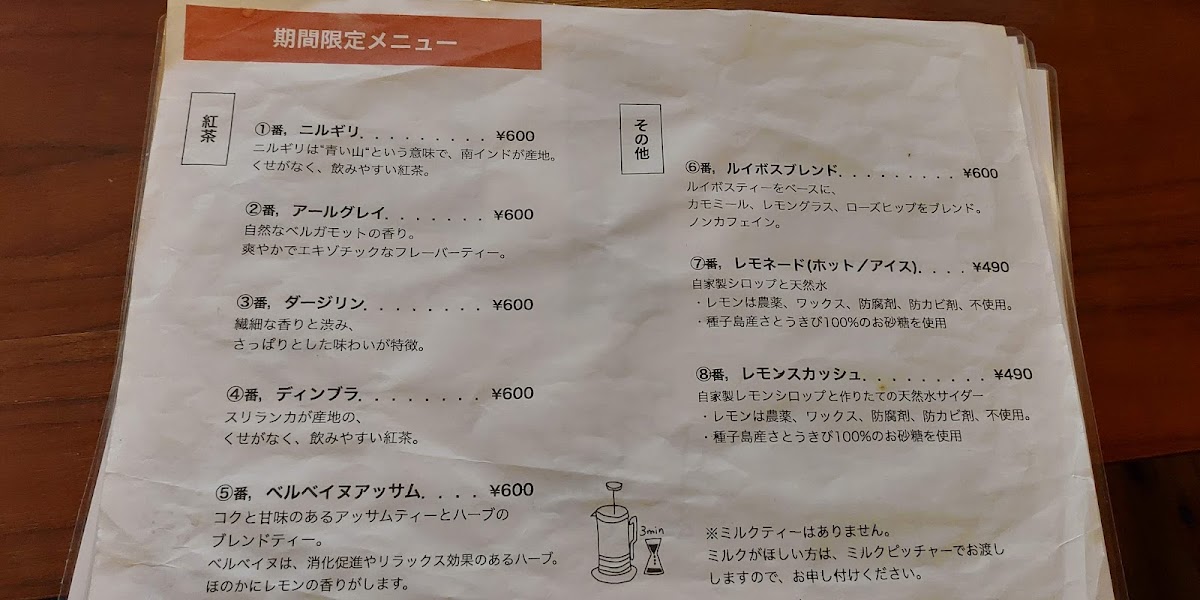 期間限定メニュー
紅茶
①番, ニルギリ. . . . . . . . . . ¥600
ニルギリは"青い山"という意味で、南インドが産地。
くせがなく、飲みやすい紅茶。
②番, アールグレイ. . . . . . . . ¥600
自然なベルガモットの香り。
爽やかでエキゾチックなフレーバーティー。
③番, ダージリン. . . . . . . . . ¥600
繊細な香りと渋み、
さっぱりとした味わいが特徴。
④番, ディンブラ. . . . . . . . . ¥600
スリランカが産地の、
くせがなく、飲みやすい紅茶。
⑤番, ベルベイヌアッサム. . . . . ¥600
コクと甘味のあるアッサムティーとハーブの
ブレンドティー。
ベルベイヌは、消化促進やリラックス効果のあるハーブ。
ほのかにレモンの香りがします。
その他
⑥番, ルイボスブレンド. . . . . . . . . ¥600
ルイボスティーをベースに、
カモミール、レモングラス、ローズヒップをブレンド。
ノンカフェイン。
⑦番, レモネード(ホット／アイス). . . . ¥490
自家製シロップと天然水
・レモンは農薬、ワックス、防腐剤、防カビ剤、不使用。
・種子島産さとうきび100%のお砂糖を使用
⑧番, レモンスカッシュ. . . . . . . . . ¥490
自家製レモンシロップと作りたての天然水サイダー
・レモンは農薬、ワックス、防腐剤、防カビ剤、不使用。
・種子島産さとうきび100%のお砂糖を使用
3min
※ミルクティーはありません。
ミルクがほしい方は、ミルクピッチャーでお渡し
しますので、お申し付けください。